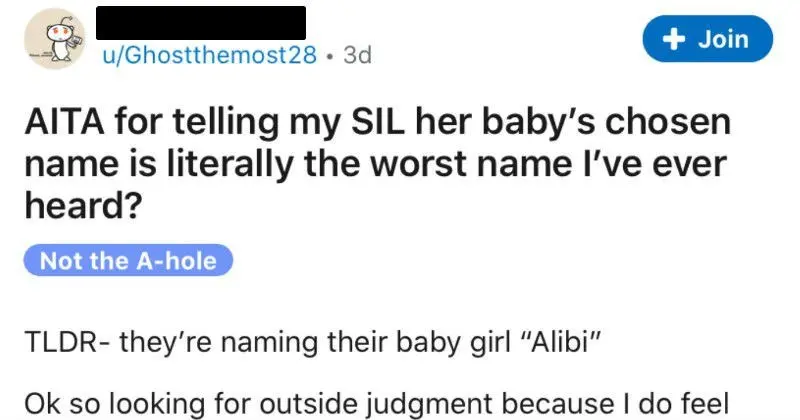 u/Ghostthemost28 • 3d
+ Join
AITA for telling my SIL her baby’s chosen
name is literally the worst name I’ve ever
heard?
Not the A-hole
TLDR- they’re naming their baby girl “Alibi”
Ok so looking for outside judgment because I do feel